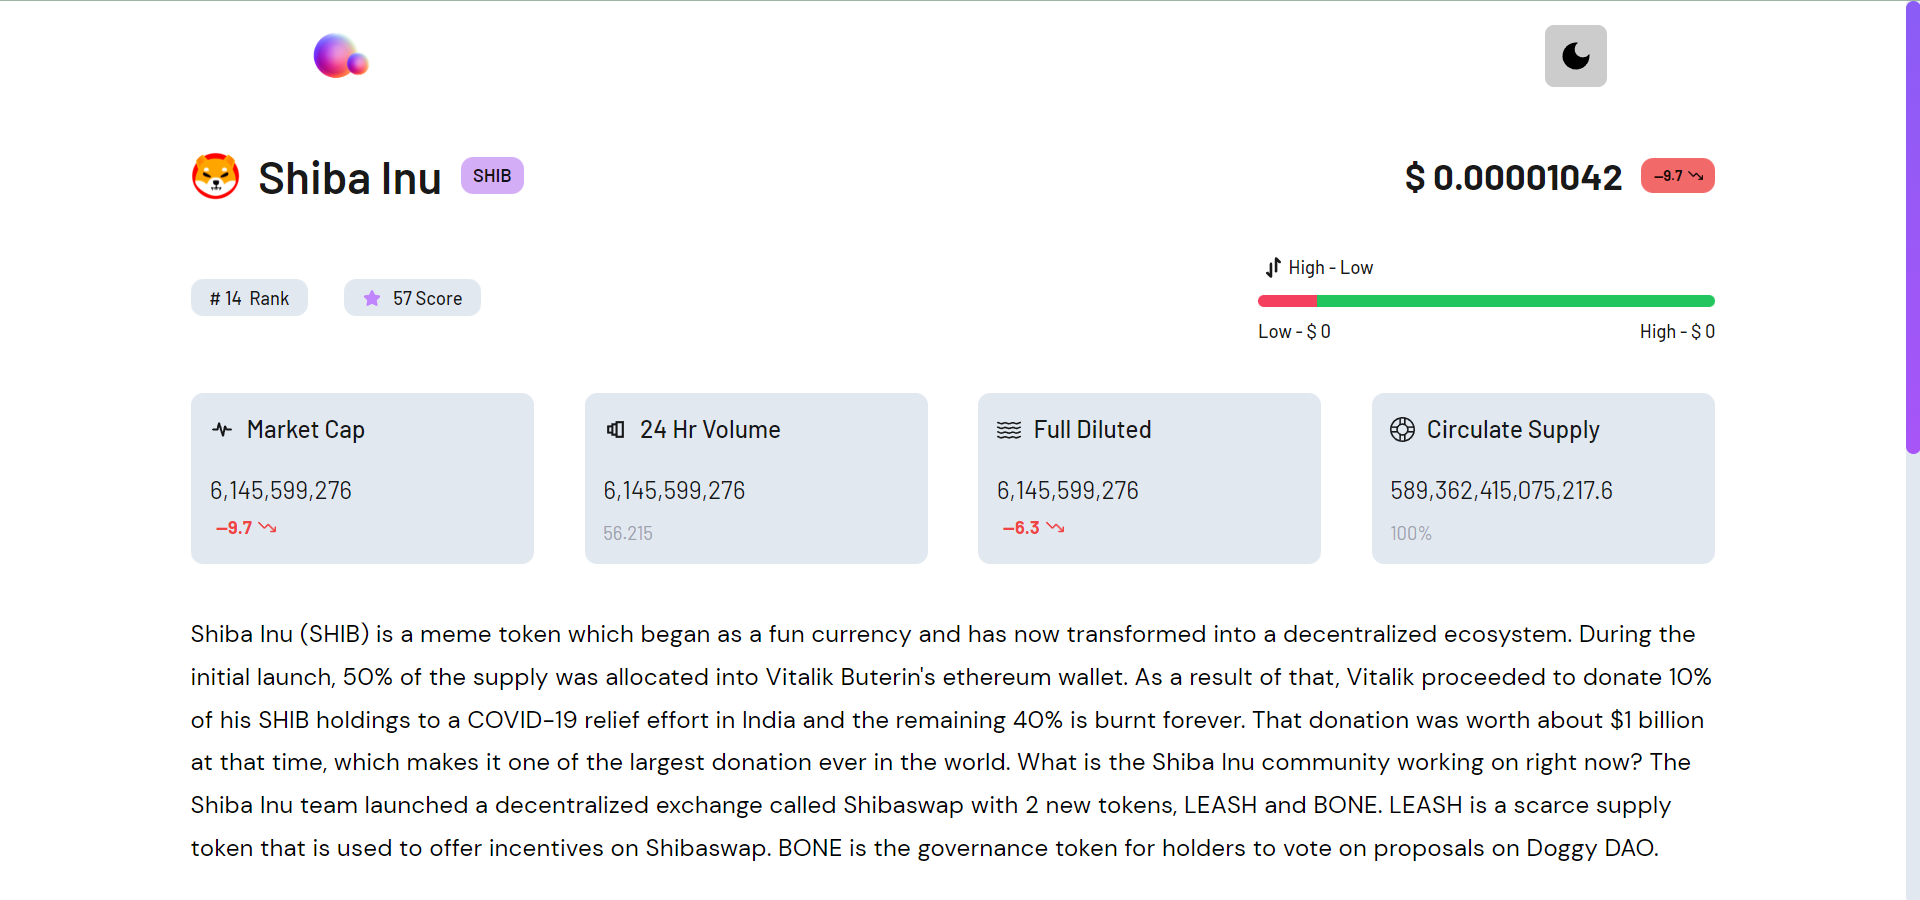 Shiba Inu SHIB
$ 0.00001042 −9.7
High - Low
# 14 Rank 57 Score
Low - $ 0 High - $ 0
Market Cap
6,145,599,276
−9.7
24 Hr Volume
6,145,599,276
56.215
Full Diluted
6,145,599,276
−6.3
Circulate Supply
589,362,415,075,217.6
100%
Shiba Inu (SHIB) is a meme token which began as a fun currency and has now transformed into a decentralized ecosystem. During the
initial launch, 50% of the supply was allocated into Vitalik Buterin's ethereum wallet. As a result of that, Vitalik proceeded to donate 10%
of his SHIB holdings to a COVID-19 relief effort in India and the remaining 40% is burnt forever. That donation was worth about $1 billion
at that time, which makes it one of the largest donation ever in the world. What is the Shiba Inu community working on right now? The
Shiba Inu team launched a decentralized exchange called Shibaswap with 2 new tokens, LEASH and BONE. LEASH is a scarce supply
token that is used to offer incentives on Shibaswap. BONE is the governance token for holders to vote on proposals on Doggy DAO.